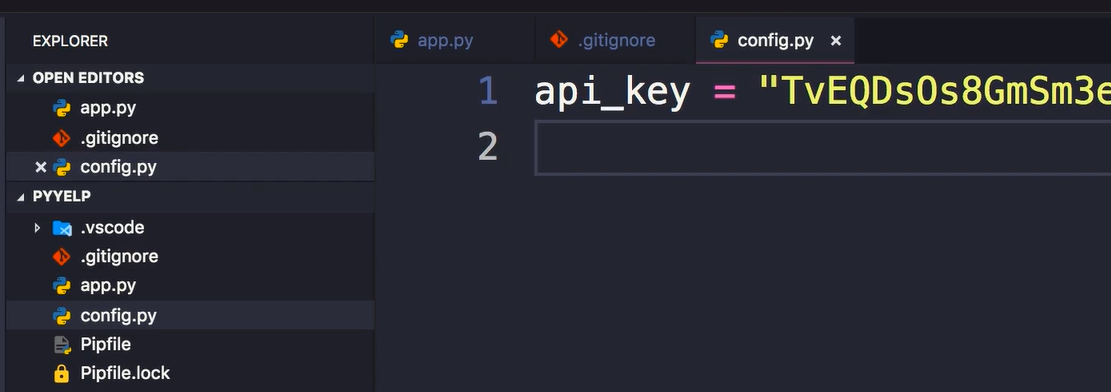 EXPLORER
OPEN EDITORS
app.py
.gitignore
config.py
PYYELP
.vscode
.gitignore
app.py
config.py
Pipfile
Pipfile.lock
app.py .gitignore config.py
1 api_key = "TvEQDsOs8GmSm3e
2